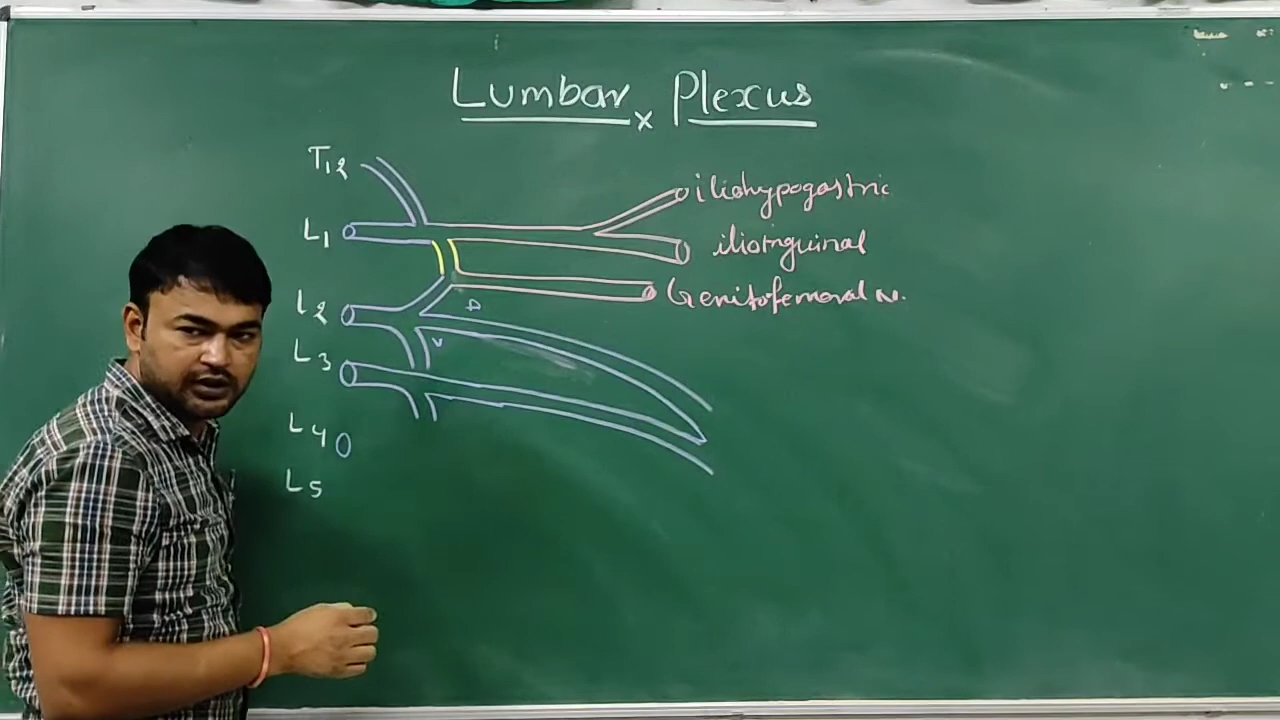 Lumbar x Plexus
T12
iliohypogastric
L1
ilioinguinal
L2
Genitofemoral N.
D
V
L3
L4
L5